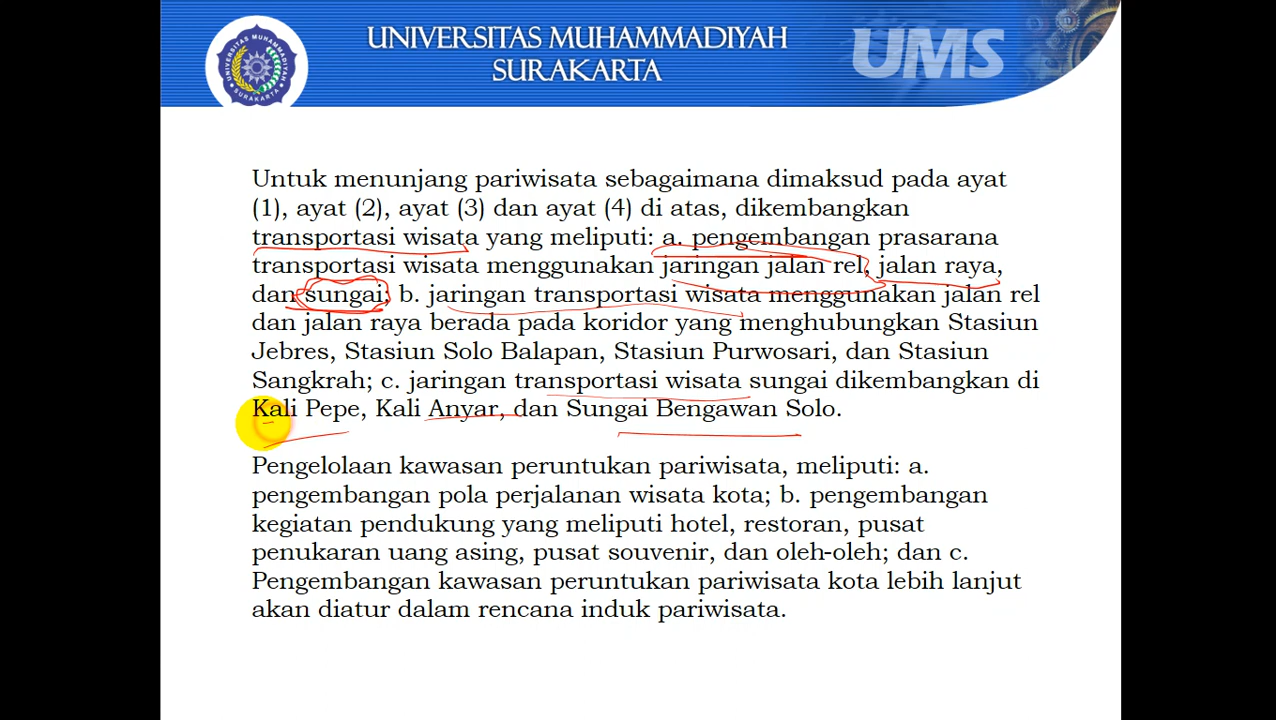 UNIVERSITAS MUHAMMADIYAH
SURAKARTA
UMS
UNIVERSITAS MUHAMMADIYAH
SURAKARTA
Untuk menunjang pariwisata sebagaimana dimaksud pada ayat
(1), ayat (2), ayat (3) dan ayat (4) di atas, dikembangkan
transportasi wisata yang meliputi: a. pengembangan prasarana
transportasi wisata menggunakan jaringan jalan rel, jalan raya,
dan sungai; b. jaringan transportasi wisata menggunakan jalan rel
dan jalan raya berada pada koridor yang menghubungkan Stasiun
Jebres, Stasiun Solo Balapan, Stasiun Purwosari, dan Stasiun
Sangkrah; c. jaringan transportasi wisata sungai dikembangkan di
Kali Pepe, Kali Anyar, dan Sungai Bengawan Solo.
Pengelolaan kawasan peruntukan pariwisata, meliputi: a.
pengembangan pola perjalanan wisata kota; b. pengembangan
kegiatan pendukung yang meliputi hotel, restoran, pusat
penukaran uang asing, pusat souvenir, dan oleh-oleh; dan c.
Pengembangan kawasan peruntukan pariwisata kota lebih lanjut
akan diatur dalam rencana induk pariwisata.